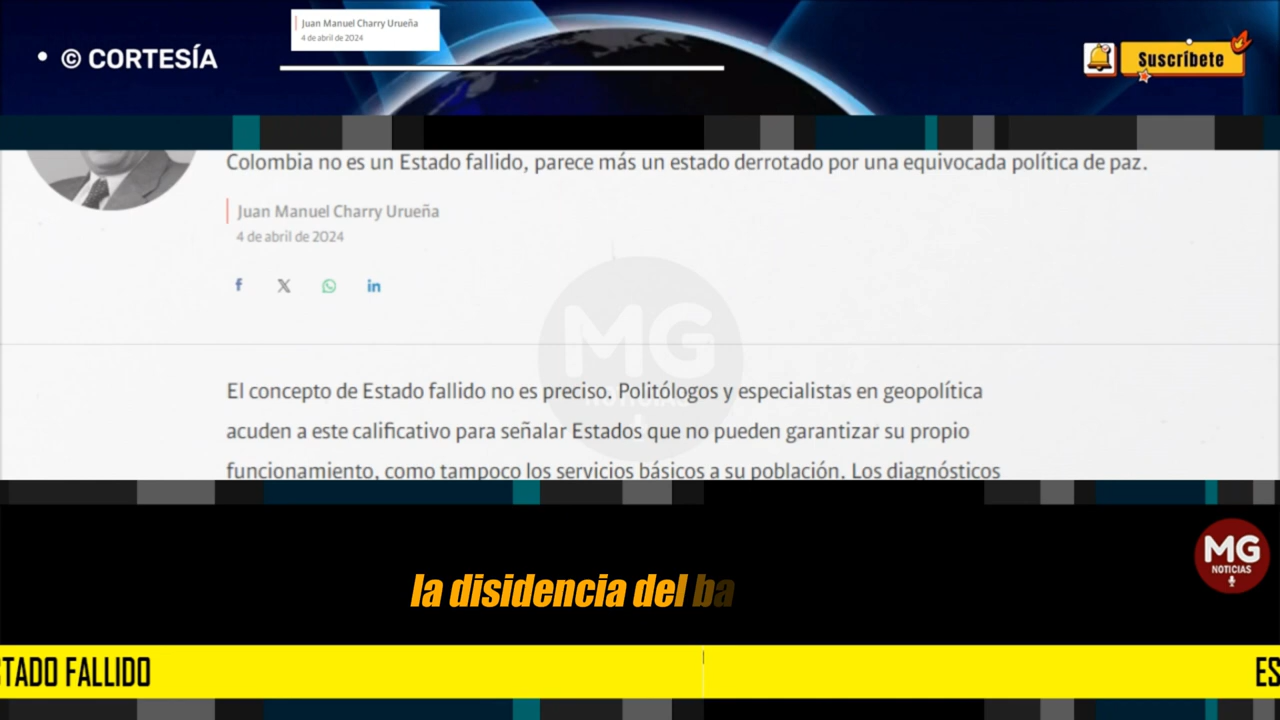 Juan Manuel Charry Urueña
4 de abril de 2024
• © CORTESÍA
Suscríbete
Colombia no es un Estado fallido, parece más un estado derrotado por una equivocada política de paz.
Juan Manuel Charry Urueña
4 de abril de 2024
MG
NOTICIAS
El concepto de Estado fallido no es preciso. Politólogos y especialistas en geopolítica
acuden a este calificativo para señalar Estados que no pueden garantizar su propio
funcionamiento, como tampoco los servicios básicos a su población. Los diagnósticos
MG
NOTICIAS
la disidencia del ba
STADO FALLIDO
ES